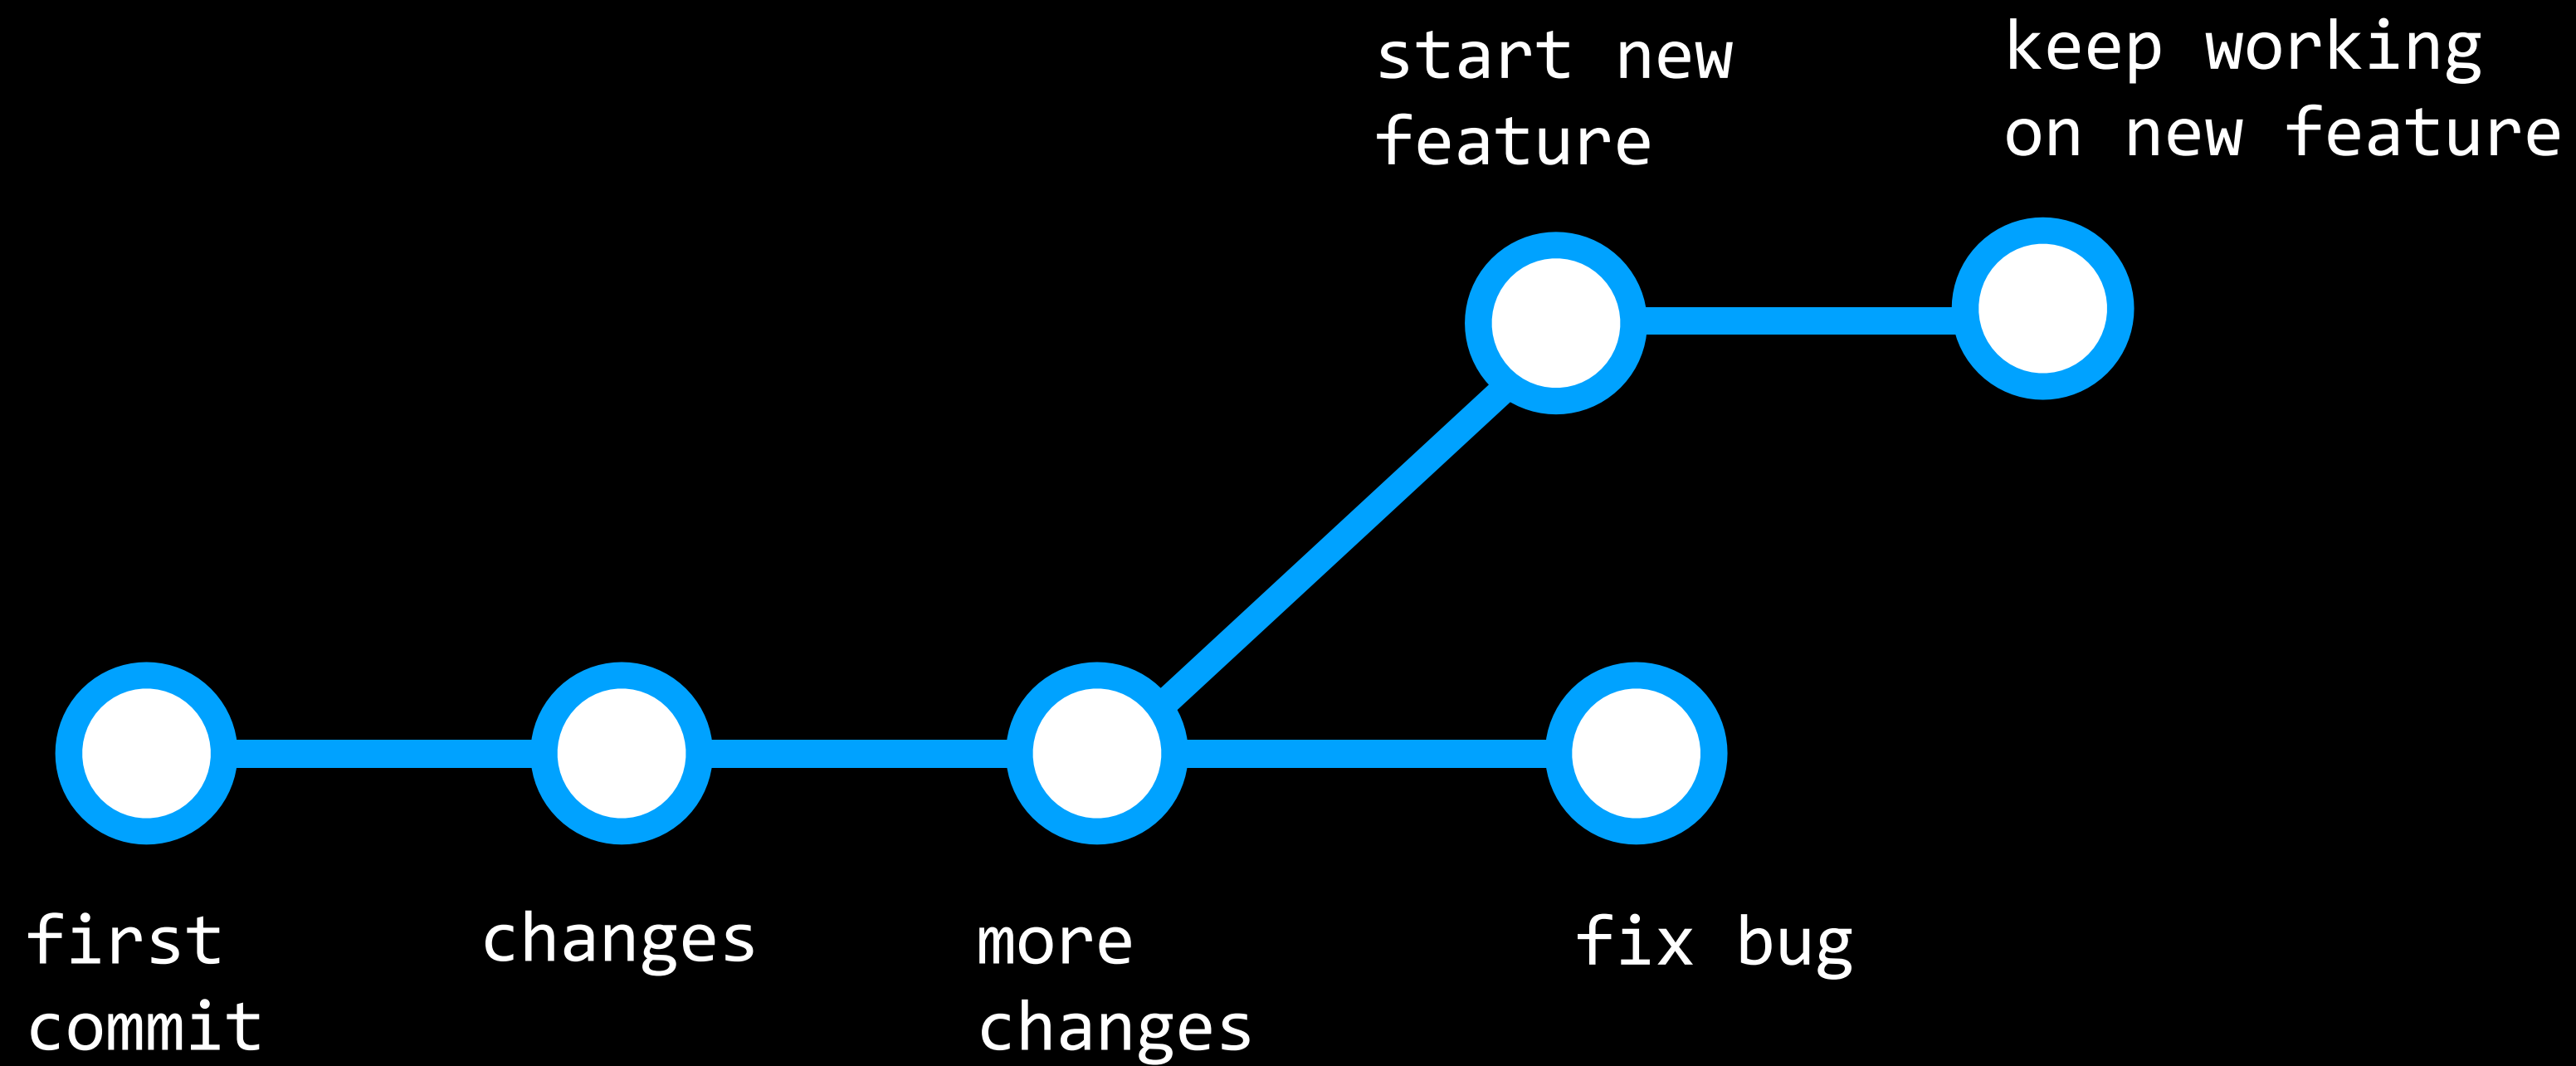 start new
feature
keep working
on new feature
first
commit
changes
more
changes
fix bug